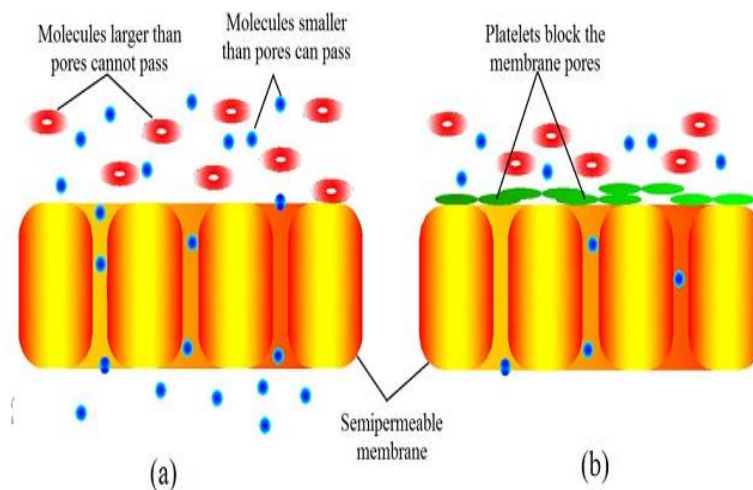 Molecules larger than
pores cannot pass
Molecules smaller
than pores can pass
Platelets block the
membrane pores
Semipermeable
membrane
(a)
(b)